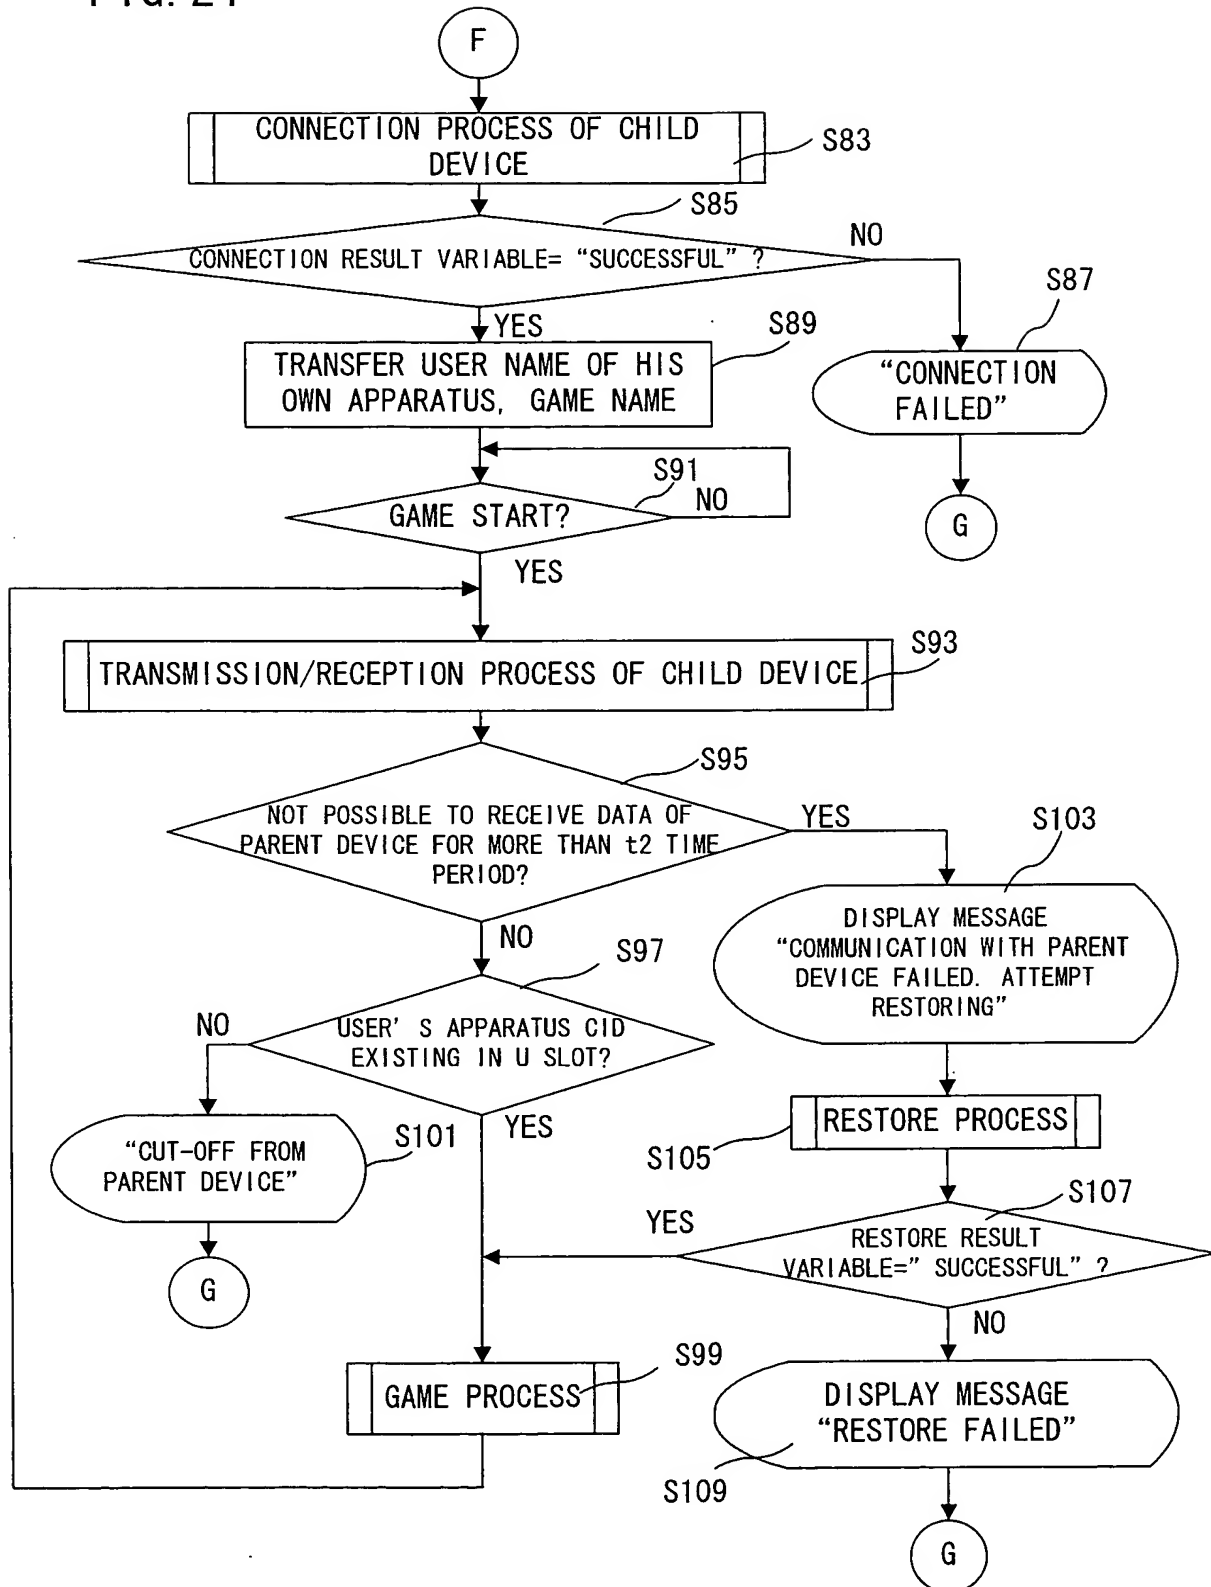 F
CONNECTION PROCESS OF CHILD
DEVICE
S83
S85
CONNECTION RESULT VARIABLE= “SUCCESSFUL” ?
NO
YES
S87
“CONNECTION
FAILED”
G
S89
TRANSFER USER NAME OF HIS
OWN APPARATUS, GAME NAME
S91
GAME START?
NO
YES
TRANSMISSION/RECEPTION PROCESS OF CHILD DEVICE
S93
S95
NOT POSSIBLE TO RECEIVE DATA OF
PARENT DEVICE FOR MORE THAN t2 TIME
PERIOD?
YES
NO
S103
DISPLAY MESSAGE
“COMMUNICATION WITH PARENT
DEVICE FAILED. ATTEMPT
RESTORING”
S97
USER’ S APPARATUS CID
EXISTING IN U SLOT?
NO
YES
“CUT-OFF FROM
PARENT DEVICE”
S101
G
RESTORE PROCESS
S105
S107
RESTORE RESULT
VARIABLE=” SUCCESSFUL” ?
YES
NO
GAME PROCESS
S99
DISPLAY MESSAGE
“RESTORE FAILED”
S109
G